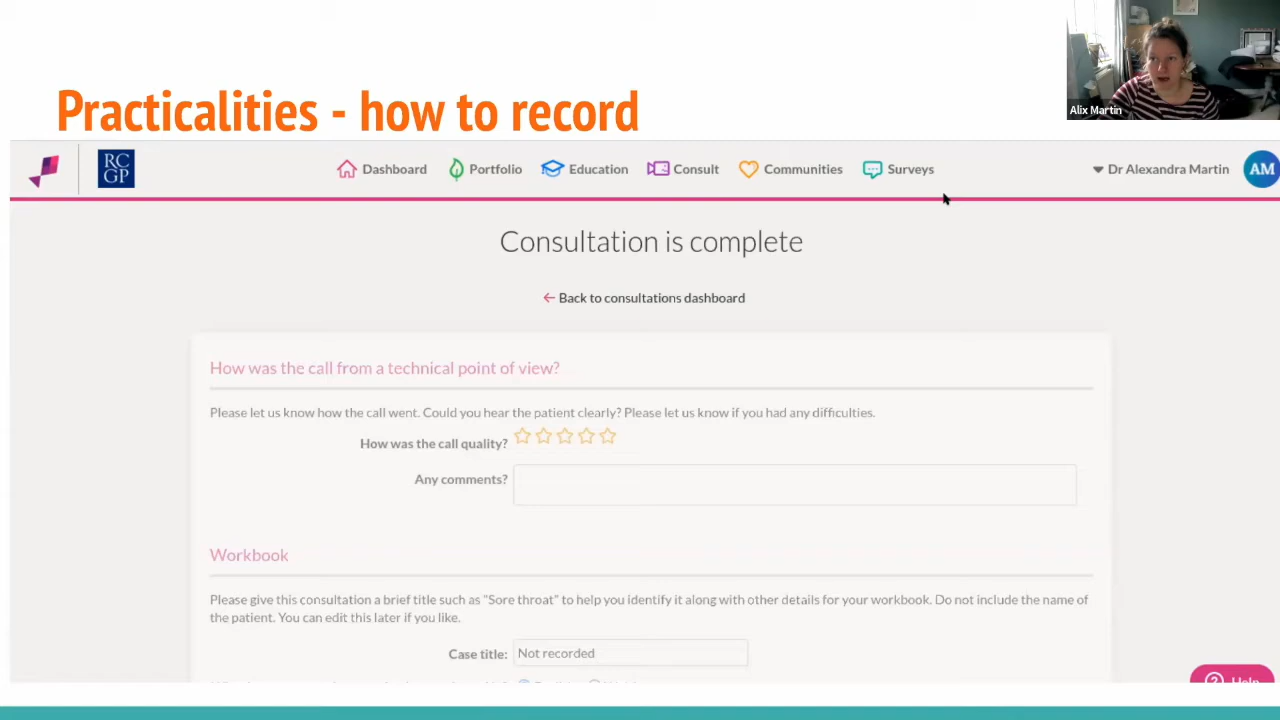 Alix Martin
Practicalities - how to record
RC
GP
Dashboard
Portfolio
Education
Consult
Communities
Surveys
Dr Alexandra Martin
AM
Consultation is complete
← Back to consultations dashboard
How was the call from a technical point of view?
Please let us know how the call went. Could you hear the patient clearly? Please let us know if you had any difficulties.
How was the call quality?
Any comments?
Workbook
Please give this consultation a brief title such as "Sore throat" to help you identify it along with other details for your workbook. Do not include the name of
the patient. You can edit this later if you like.
Case title: Not recorded
Help